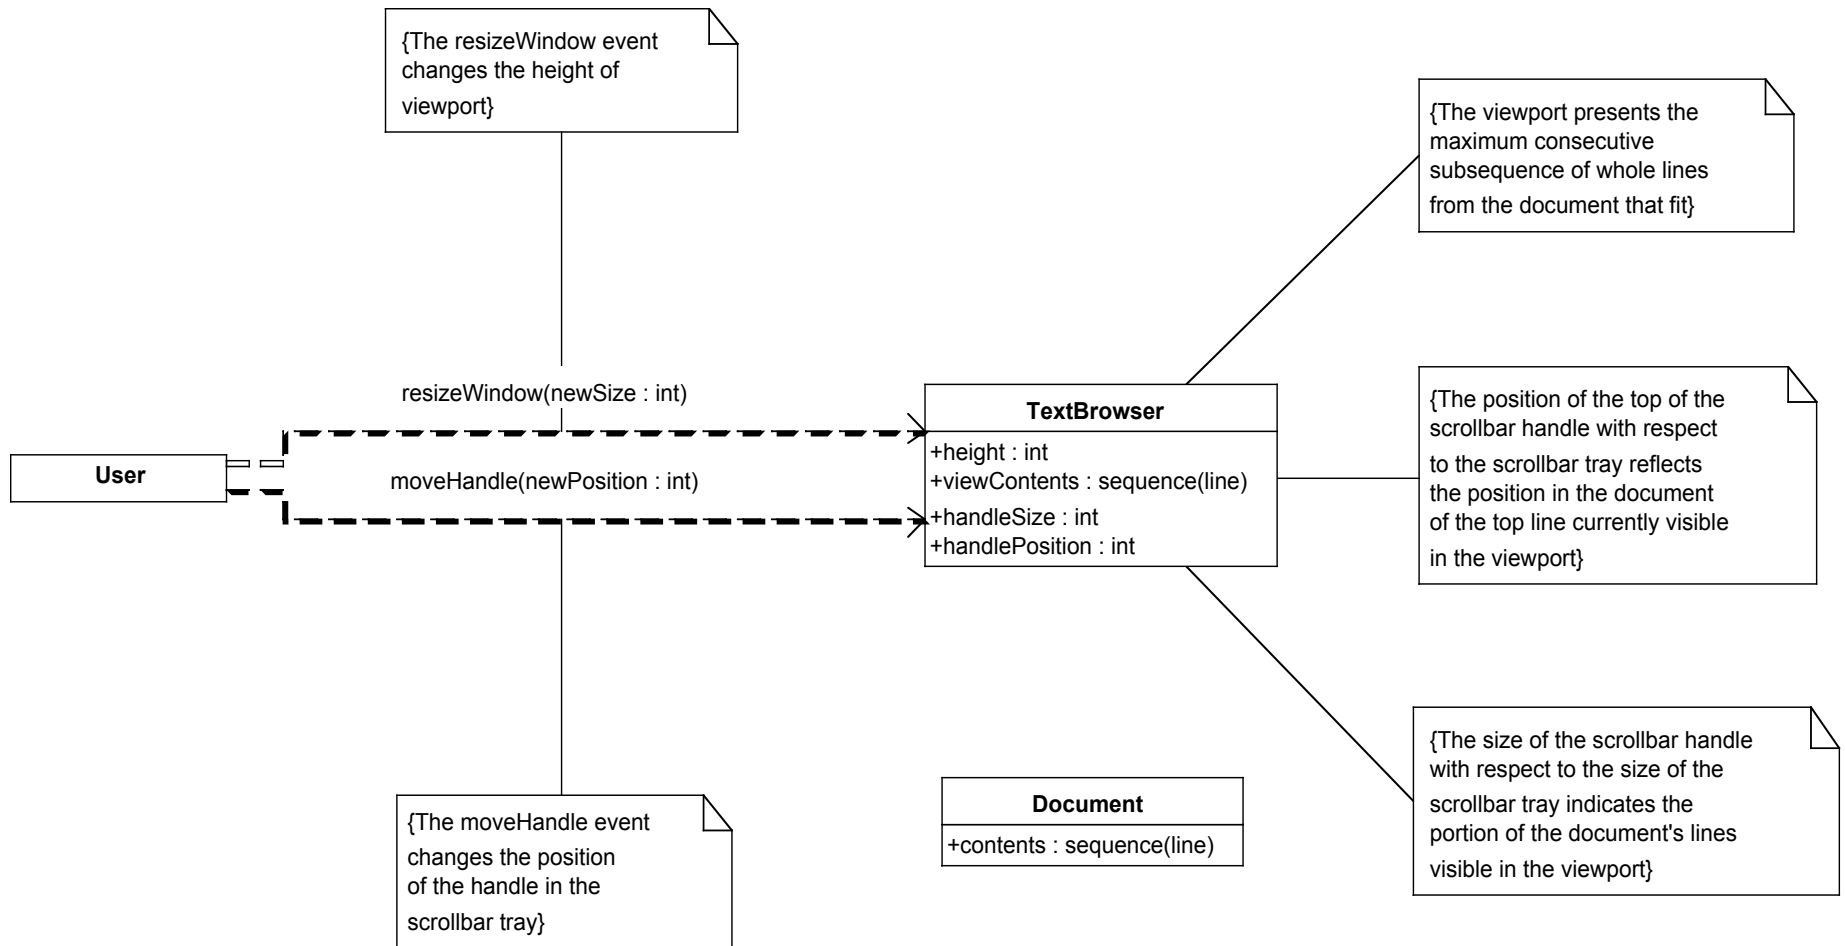 {The resizeWindow event
changes the height of
viewport}
{The viewport presents the
maximum consecutive
subsequence of whole lines
from the document that fit}
resizeWindow(newSize : int)
User
moveHandle(newPosition : int)
TextBrowser
+height : int
+viewContents : sequence(line)
+handleSize : int
+handlePosition : int
{The position of the top of the
scrollbar handle with respect
to the scrollbar tray reflects
the position in the document
of the top line currently visible
in the viewport}
{The moveHandle event
changes the position
of the handle in the
scrollbar tray}
Document
+contents : sequence(line)
{The size of the scrollbar handle
with respect to the size of the
scrollbar tray indicates the
portion of the document's lines
visible in the viewport}